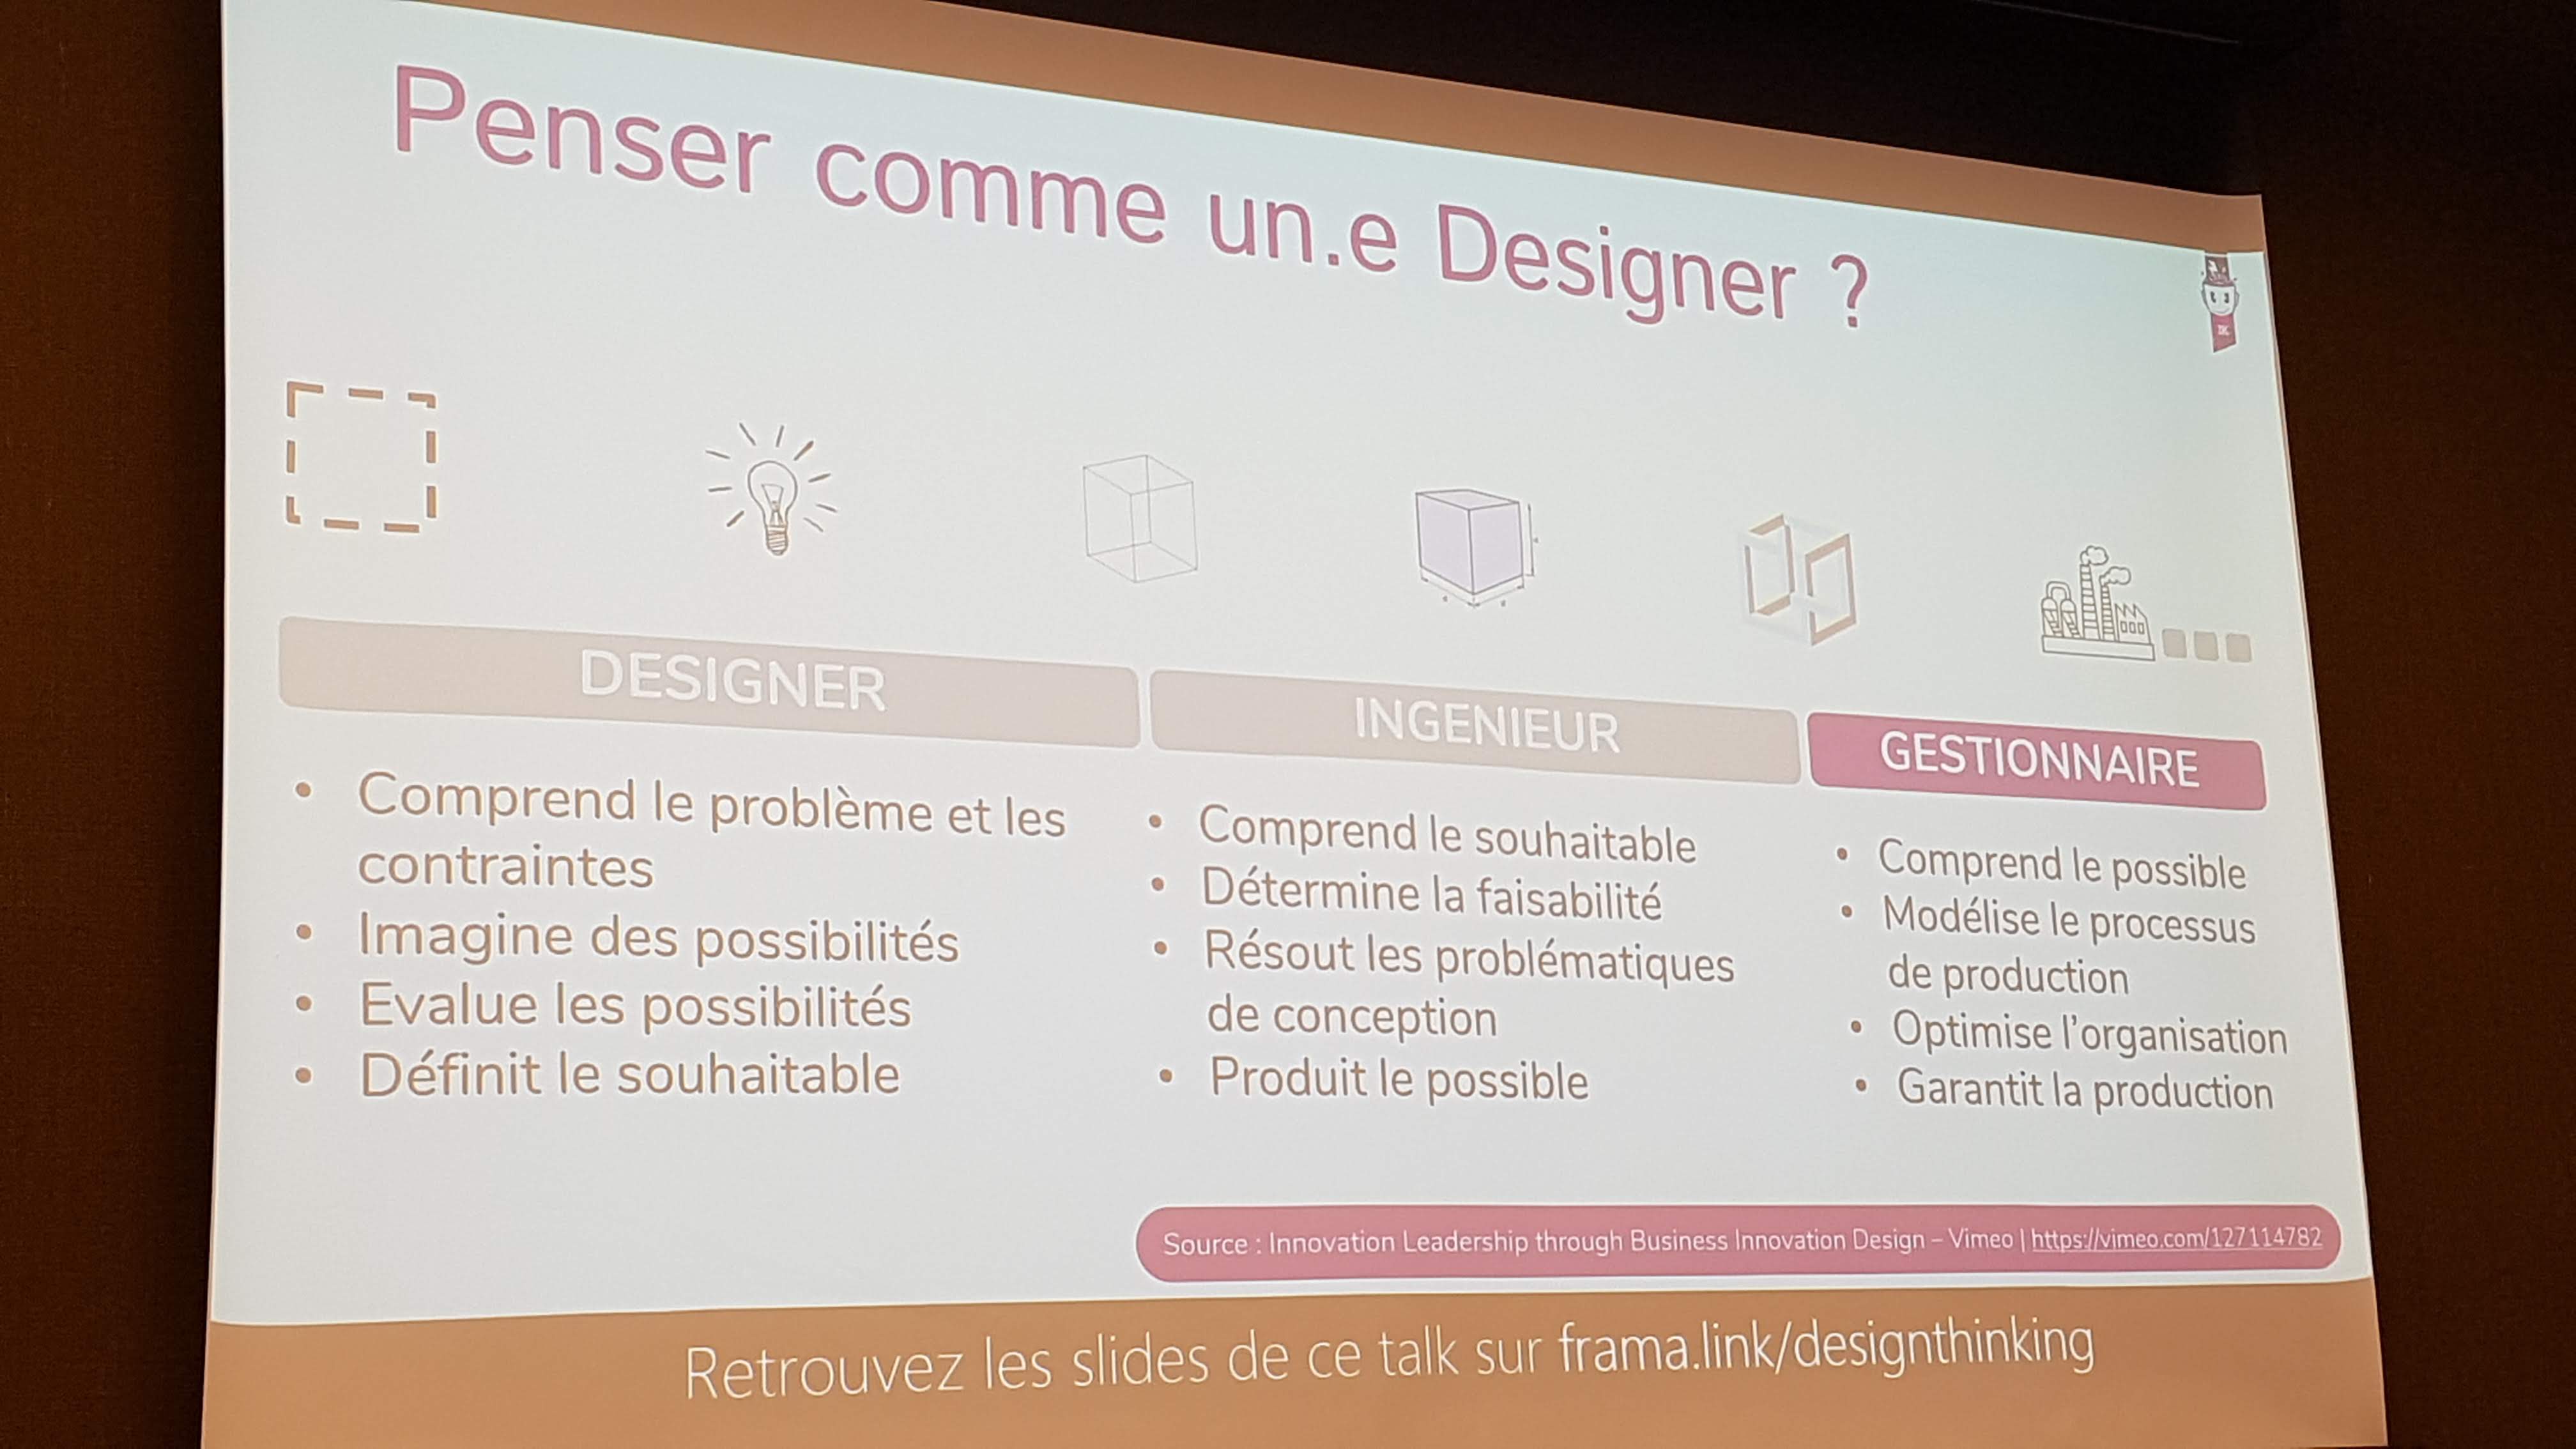 Penser comme un.e Designer ?
DESIGNER
Comprend le problème et les
contraintes
Imagine des possibilités
Evalue les possibilités
Définit le souhaitable
INGENIEUR
Comprend le souhaitable
Détermine la faisabilité
Résout les problématiques
de conception
Produit le possible
GESTIONNAIRE
Comprend le possible
Modélise le processus
de production
Optimise l'organisation
Garantit la production
Source : Innovation Leadership through Business Innovation Design – Vimeo | https://vimeo.com/127114782
Retrouvez les slides de ce talk sur frama.link/designthinking